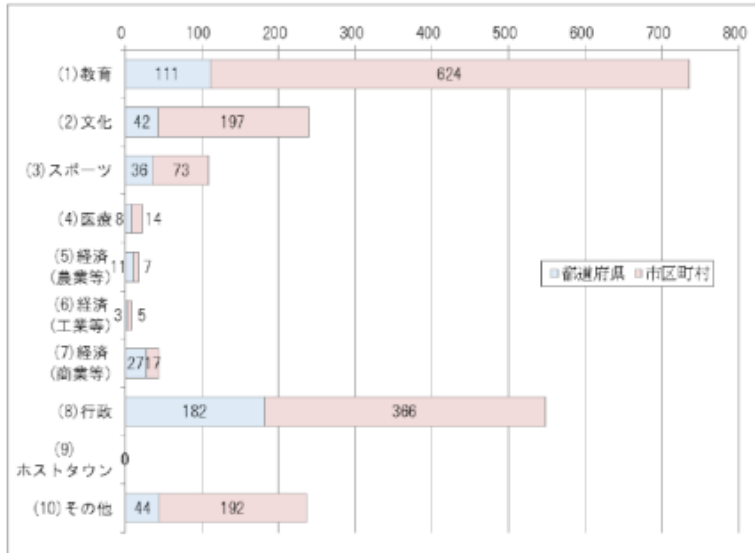 0 100 200 300 400 500 600 700 800
(1)教育 111 624
(2)文化 42 197
(3)スポーツ 36 73
(4)医療 8 14
(5)経済
(農業等) 11 7
(6)経済
(工業等) 3 5
(7)経済
(商業等) 27 17
(8)行政 182 366
(9)
ホストタウン 0
(10)その他 44 192
都道府県 市区町村